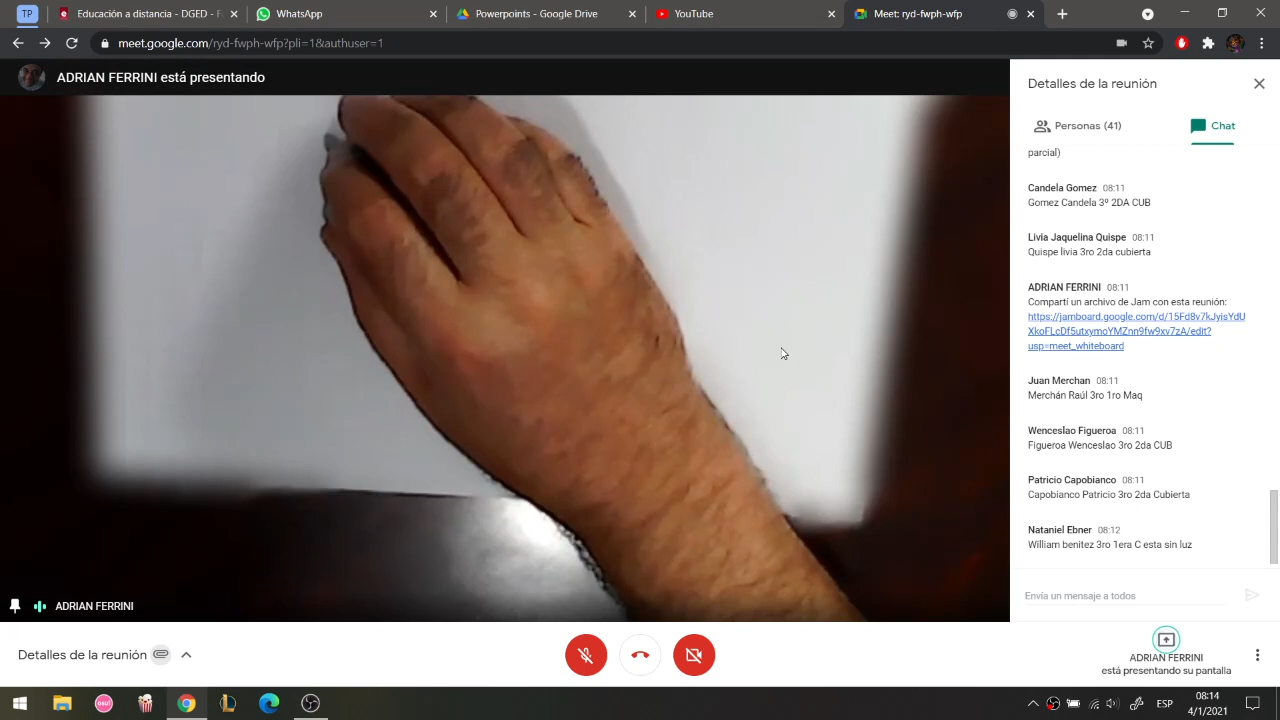 TP
Educación a distancia - DGED - F
WhatsApp
Powerpoints - Google Drive
YouTube
Meet: ryd-fwph-wfp
meet.google.com/ryd-fwph-wfp?pli=1&authuser=1
ADRIAN FERRINI está presentando
Detalles de la reunión
Personas (41)
Chat
parcial)
Candela Gomez 08:11
Gomez Candela 3º 2DA CUB
Livia Jaquelina Quispe 08:11
Quispe livia 3ro 2da cubierta
ADRIAN FERRINI 08:11
Compartí un archivo de Jam con esta reunión:
https://jamboard.google.com/d/15Fd8v7kJyisYdU
XkoFLcDf5utxymoYMZnn9fw9xv7zA/edit?
usp=meet_whiteboard
Juan Merchan 08:11
Merchán Raúl 3ro 1ro Maq
Wenceslao Figueroa 08:11
Figueroa Wenceslao 3ro 2da CUB
Patricio Capobianco 08:11
Capobianco Patricio 3ro 2da Cubierta
Nataniel Ebner 08:12
William benitez 3ro 1era C esta sin luz
Envía un mensaje a todos
ADRIAN FERRINI
Detalles de la reunión
ADRIAN FERRINI
está presentando su pantalla
osu!
ESP
08:14
4/1/2021